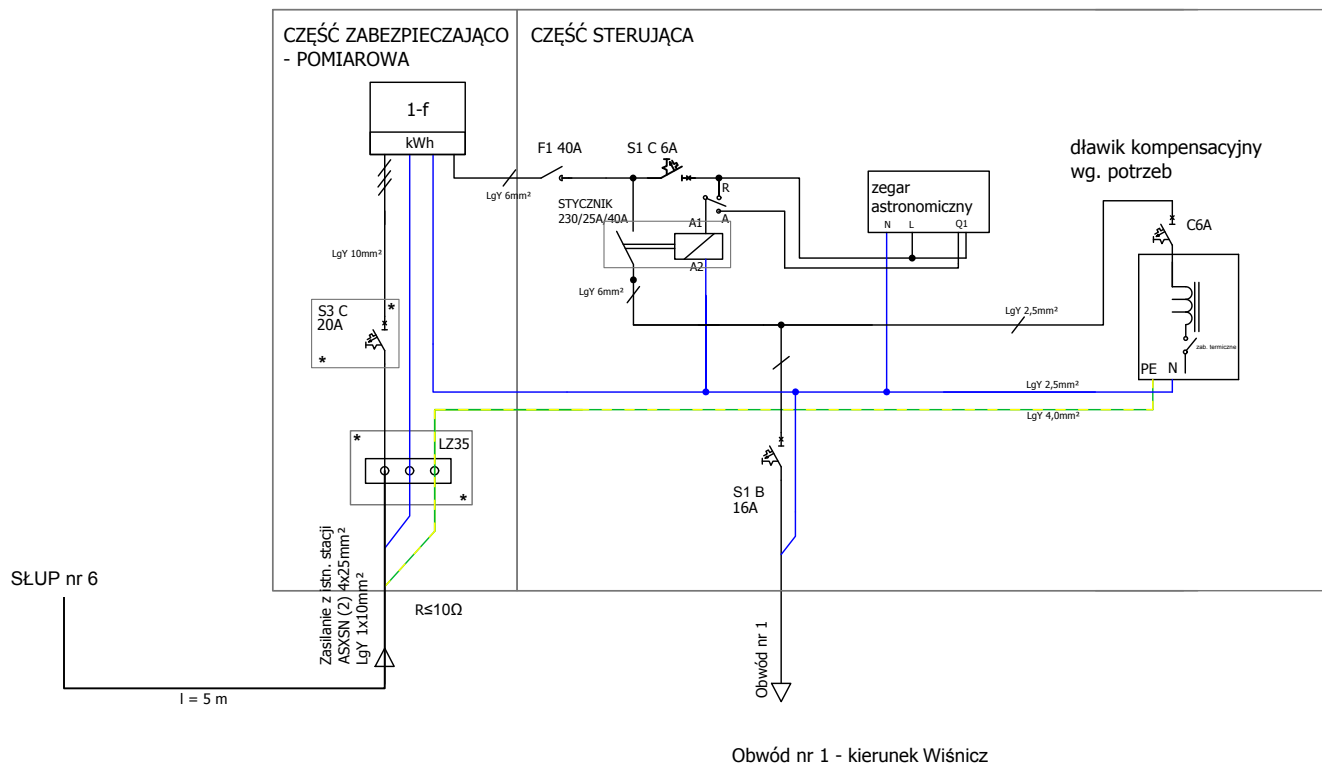 CZĘŚĆ ZABEZPIECZAJĄCO
- POMIAROWA
CZĘŚĆ STERUJĄCA
1-f
kWh
F1 40A
S1 C 6A
dławik kompensacyjny
wg. potrzeb
LgY 6mm²
STYCZNIK
230/25A/40A
R
A
A1
A2
zegar
astronomiczny
N
L
Q1
C6A
LgY 10mm²
LgY 6mm²
S3 C
20A
*
*
LgY 2,5mm²
zab. termiczne
PE
N
LgY 2,5mm²
LgY 4,0mm²
*
LZ35
*
S1 B
16A
Zasilanie z istn. stacji
ASXSN (2) 4x25mm²
LgY 1x10mm²
SŁUP nr 6
R≤10Ω
l = 5 m
Obwód nr 1
Obwód nr 1 - kierunek Wiśnicz